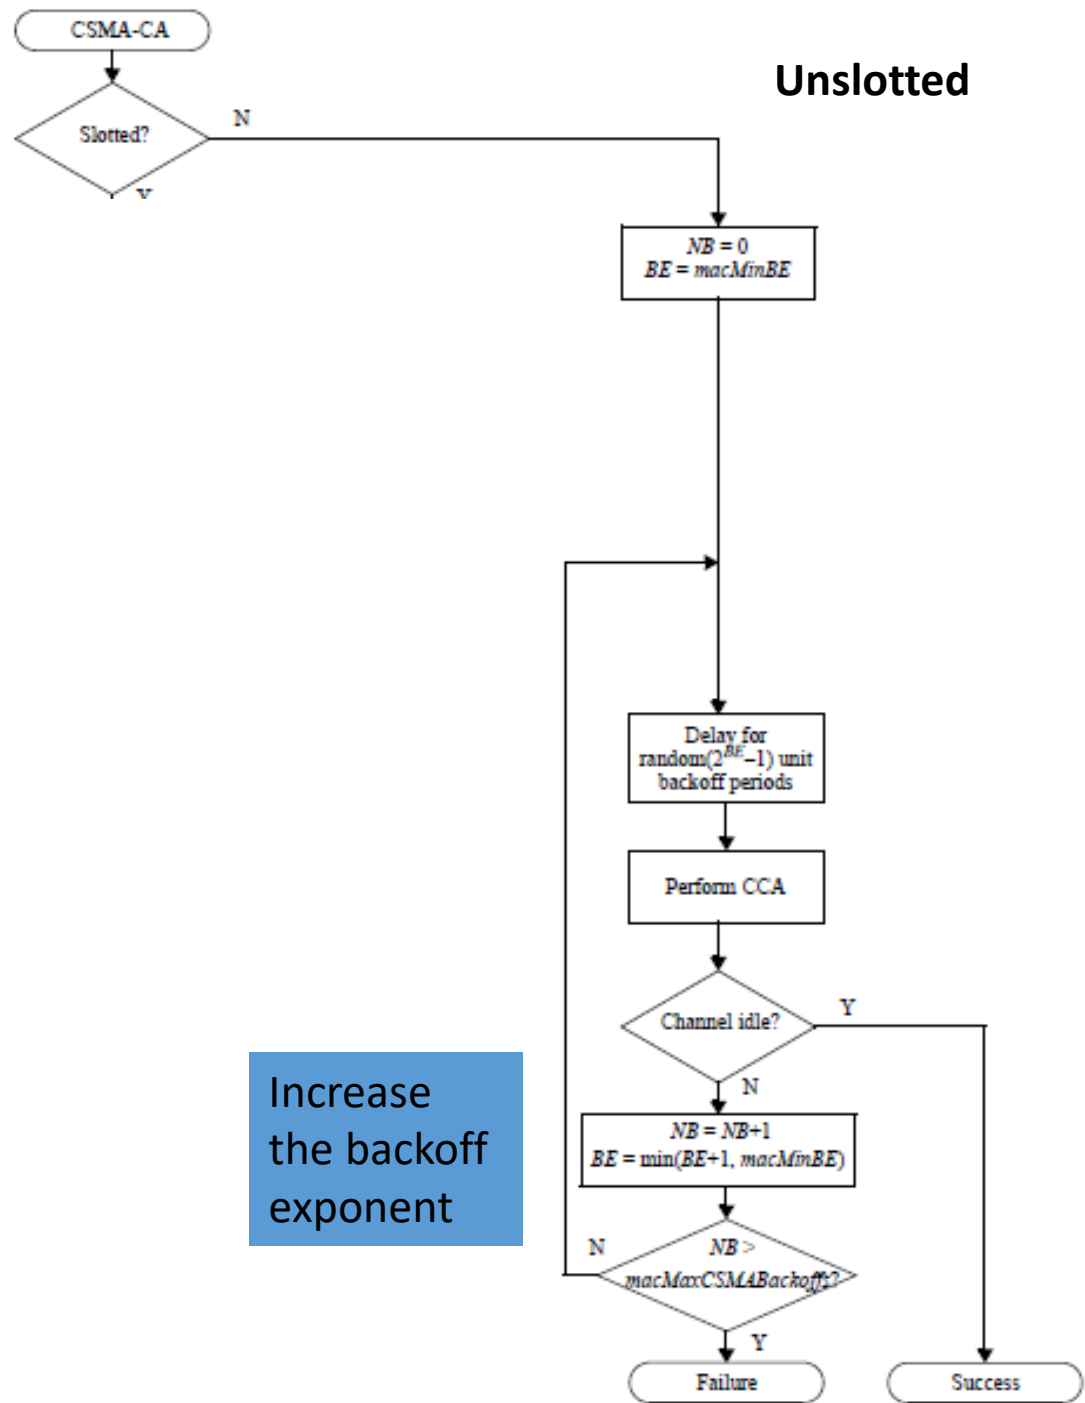 CSMA-CA
Unslotted
Slotted?
N
Y
NB = 0
BE = macMinBE
Delay for
random(2^BE–1) unit
backoff periods
Perform CCA
Channel idle?
Y
N
Increase
the backoff
exponent
NB = NB+1
BE = min(BE+1, macMinBE)
N
NB >
macMaxCSMABackoffs?
Y
Failure
Success